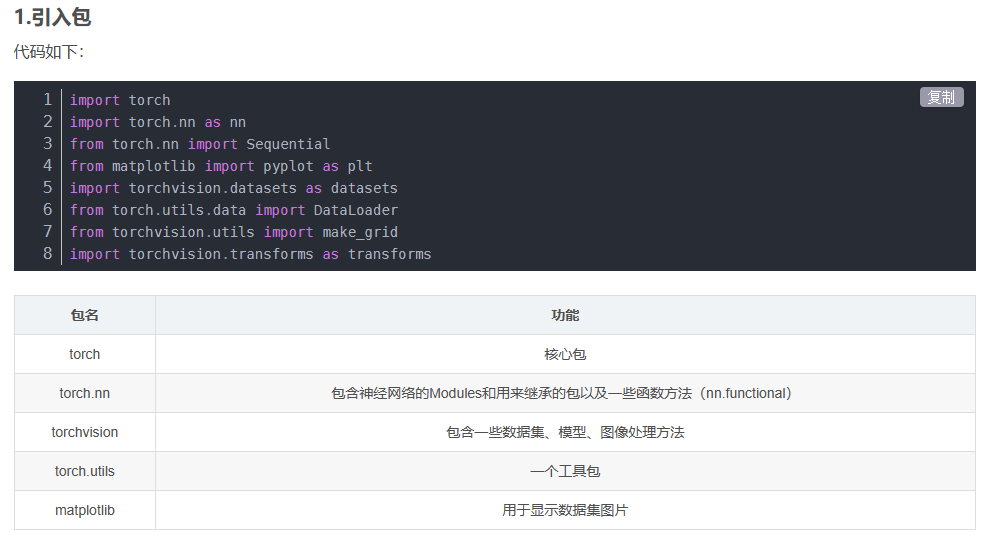 1.引入包
代码如下：
复制
1 import torch
2 import torch.nn as nn
3 from torch.nn import Sequential
4 from matplotlib import pyplot as plt
5 import torchvision.datasets as datasets
6 from torch.utils.data import DataLoader
7 from torchvision.utils import make_grid
8 import torchvision.transforms as transforms
包名 功能
torch 核心包
torch.nn 包含神经网络的Modules和用来继承的包以及一些函数方法（nn.functional）
torchvision 包含一些数据集、模型、图像处理方法
torch.utils 一个工具包
matplotlib 用于显示数据集图片